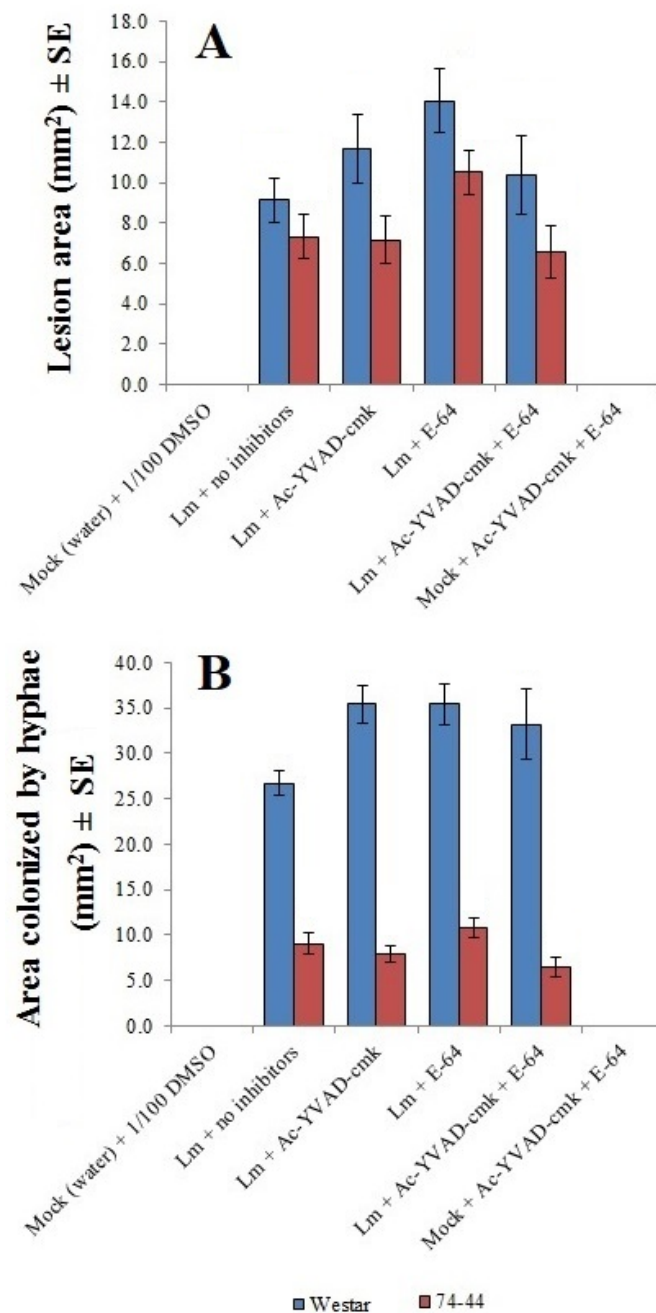 A
Lesion area (mm²) ± SE
18.0
16.0
14.0
12.0
10.0
8.0
6.0
4.0
2.0
0.0
Mock (water) + 1/100 DMSO
Lm + no inhibitors
Lm + Ac-YVAD-cmk
Lm + E-64
Lm + Ac-YVAD-cmk + E-64
Mock + Ac-YVAD-cmk + E-64
B
Area colonized by hyphae
(mm²) ± SE
40.0
35.0
30.0
25.0
20.0
15.0
10.0
5.0
0.0
Mock (water) + 1/100 DMSO
Lm + no inhibitors
Lm + Ac-YVAD-cmk
Lm + E-64
Lm + Ac-YVAD-cmk + E-64
Mock + Ac-YVAD-cmk + E-64
Westar 74-44